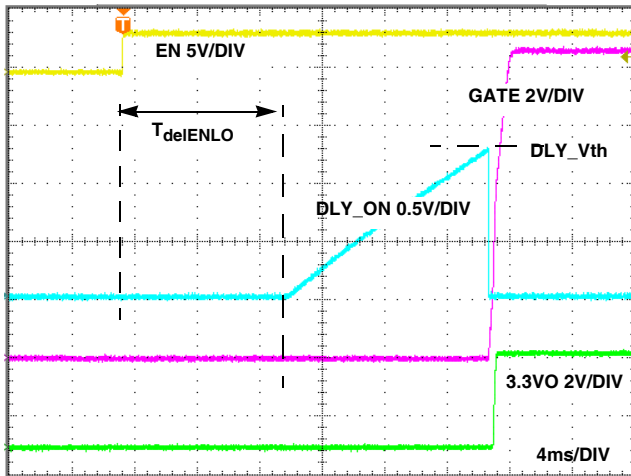 T
EN 5V/DIV
GATE 2V/DIV
TdelENLO
DLY_Vth
DLY_ON 0.5V/DIV
3.3VO 2V/DIV
4ms/DIV